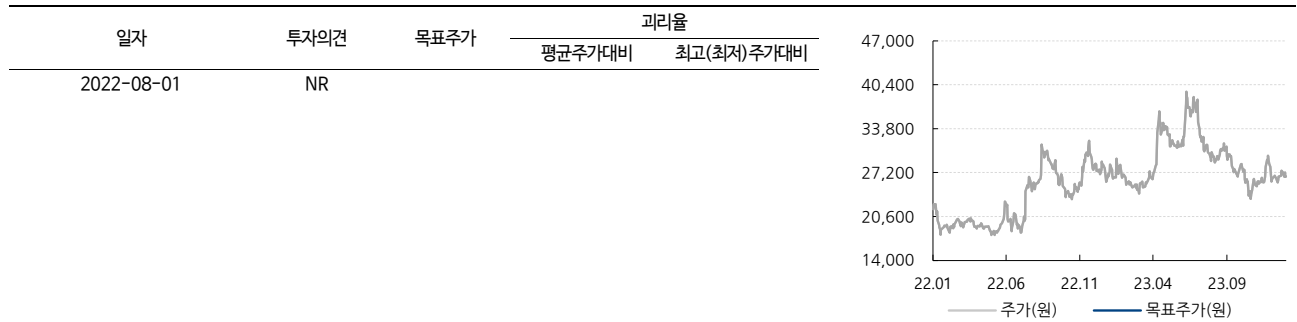 일자 투자의견 목표주가 괴리율
평균주가대비 최고(최저)주가대비
2022-08-01 NR
47,000
40,400
33,800
27,200
20,600
14,000
22.01 22.06 22.11 23.04 23.09
주가(원) 목표주가(원)